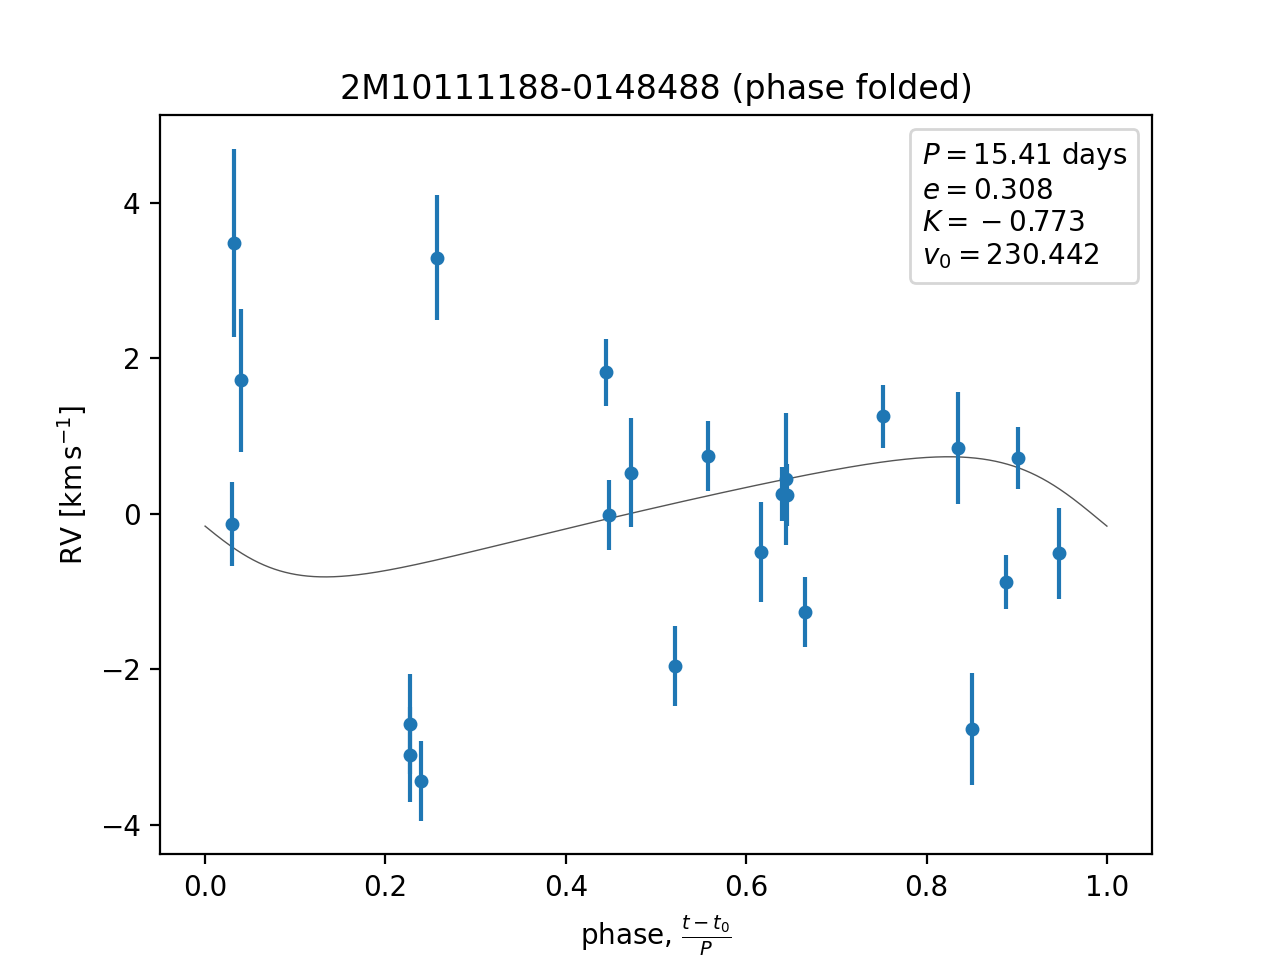 2M10111188-0148488 (phase folded)
P = 15.41 days
e = 0.308
K = −0.773
v₀ = 230.442
RV [km s⁻¹]
4
2
0
−2
−4
0.0 0.2 0.4 0.6 0.8 1.0
phase, (t − t₀)/P